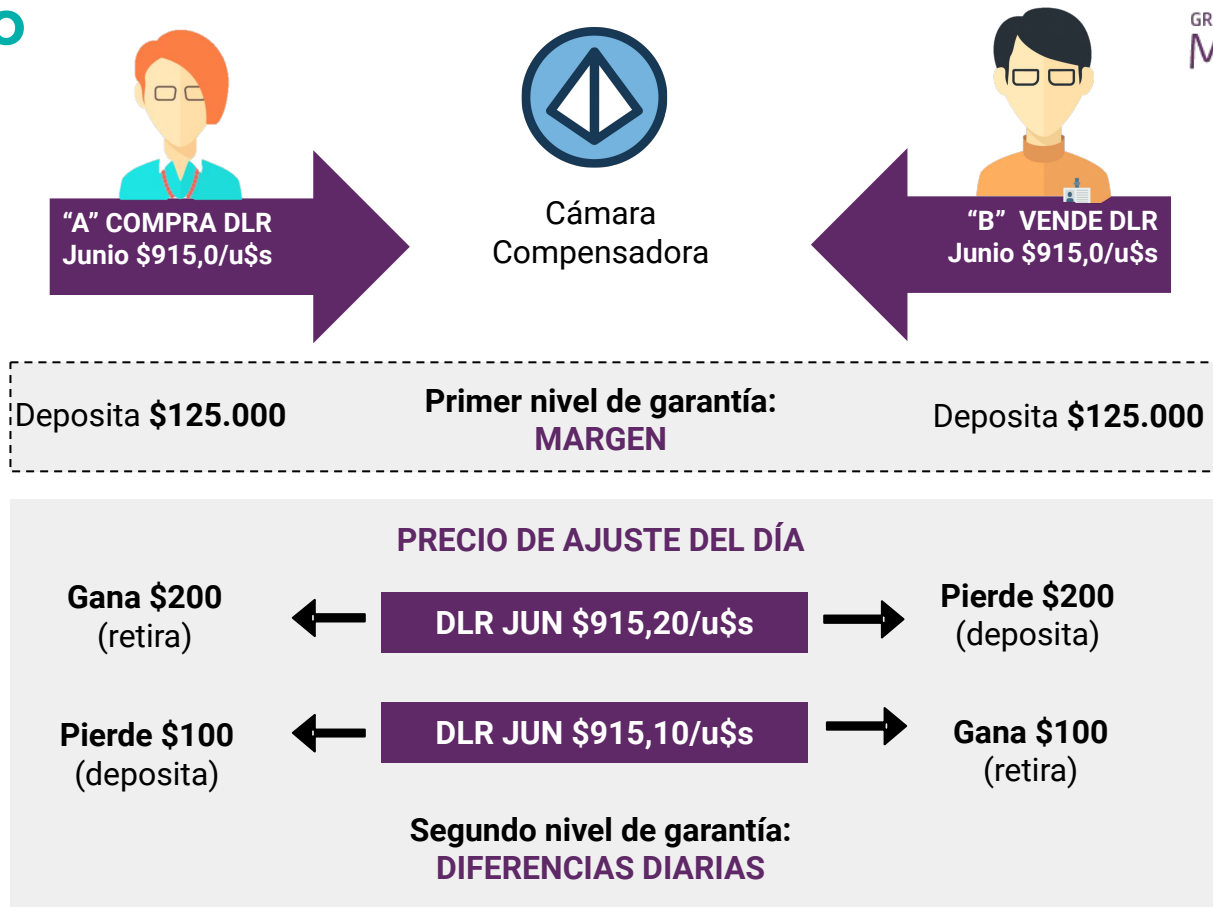 “A” COMPRA DLR
Junio $915,0/u$s
Cámara
Compensadora
“B” VENDE DLR
Junio $915,0/u$s
Deposita $125.000
Primer nivel de garantía:
MARGEN
Deposita $125.000
PRECIO DE AJUSTE DEL DÍA
Gana $200
(retira)
DLR JUN $915,20/u$s
Pierde $200
(deposita)
Pierde $100
(deposita)
DLR JUN $915,10/u$s
Gana $100
(retira)
Segundo nivel de garantía:
DIFERENCIAS DIARIAS